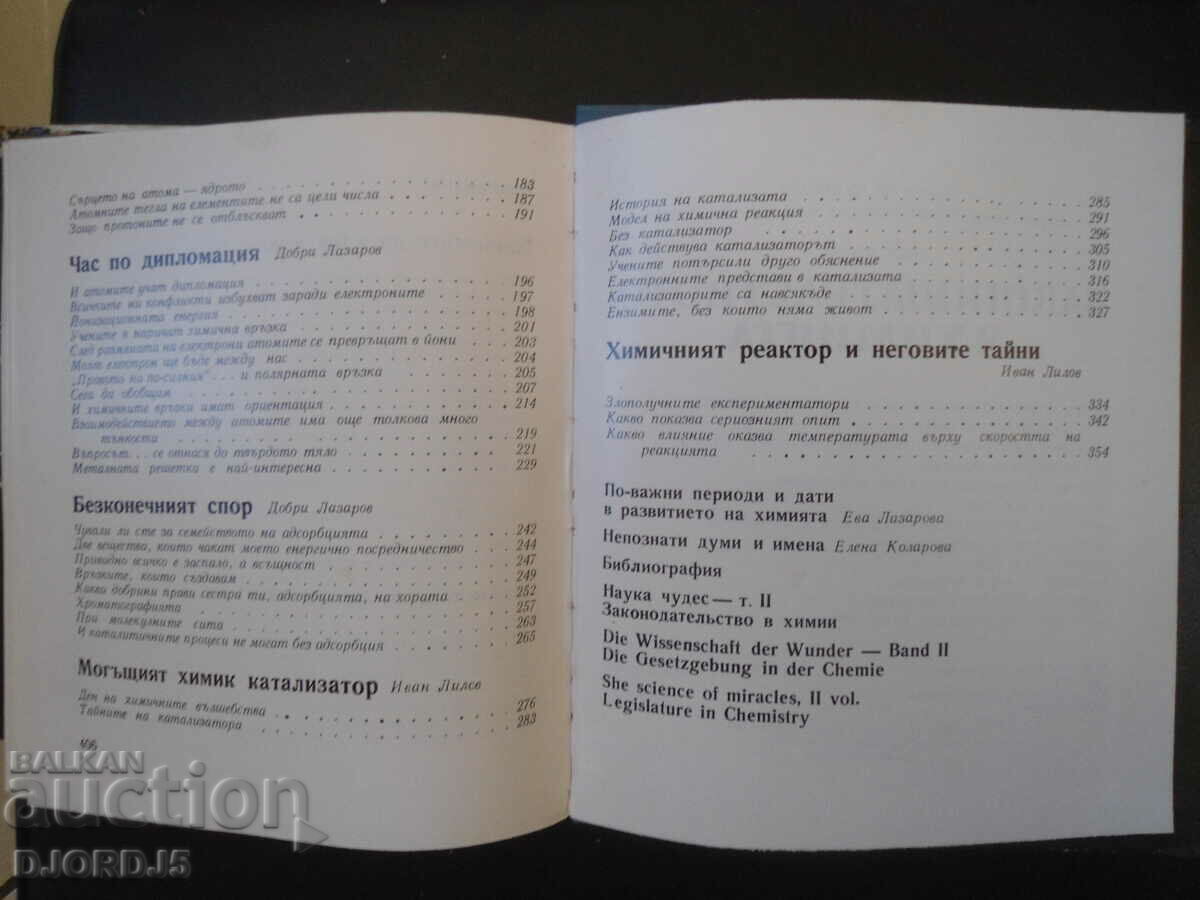 Сърцето на атома — ядрото 183
Атомните тегла на елементите не са цели числа 187
Защо протоните не се отблъскват 191
Час по дипломация Добри Лазаров
И атомите учат дипломация 196
Всичките ни конфликти избухват заради електроните 197
Йонизационната енергия 198
Учените я наричат химична връзка 201
След размяната на електрони атомите се превръщат в йони 203
Моят електрон ще бъде между нас 204
„Правото на по-силния“. . . и полярната връзка 205
Сега да обобщим 207
И химичните връзки имат ориентация 214
Взаимодействието между атомите има още толкова много
тънкости 219
Въпросът. . се отнася до твърдото тяло 221
Металната решетка е най-интересна 229
Безконечният спор Добри Лазаров
Чували ли сте за семейството на адсорбцията 242
Две вещества, които чакат моето енергично посредничество 244
Привидно всичко е заспало, а всъщност 247
Връзките, които създавам 249
Какви добрини прави сестра ти, адсорбцията, на хората 252
Хроматографията 257
При молекулните сита 263
И каталитичните процеси не могат без адсорбция 265
Могъщият химик катализатор Иван Лилов
Ден на химичните вълшебства 276
Тайните на катализатора 283
406
История на катализата 285
Модел на химична реакция 291
Без катализатор 296
Как действува катализаторът 305
Учените потърсили друго обяснение 310
Електронните представи в катализата 316
Катализаторите са навсякъде 322
Ензимите, без които няма живот 327
Химичният реактор и неговите тайни
Иван Лилов
Злополучните експериментатори 334
Какво показва сериозният опит 342
Какво влияние оказва температурата върху скоростта на
реакцията 354
По-важни периоди и дати
в развитието на химията Ева Лазарова
Непознати думи и имена Елена Коларова
Библиография
Наука чудес — т. II
Законодательство в химии
Die Wissenschaft der Wunder — Band II
Die Gesetzgebung in der Chemie
She science of miracles, II vol.
Legislature in Chemistry
BALKAN
auction
DJORDJ5